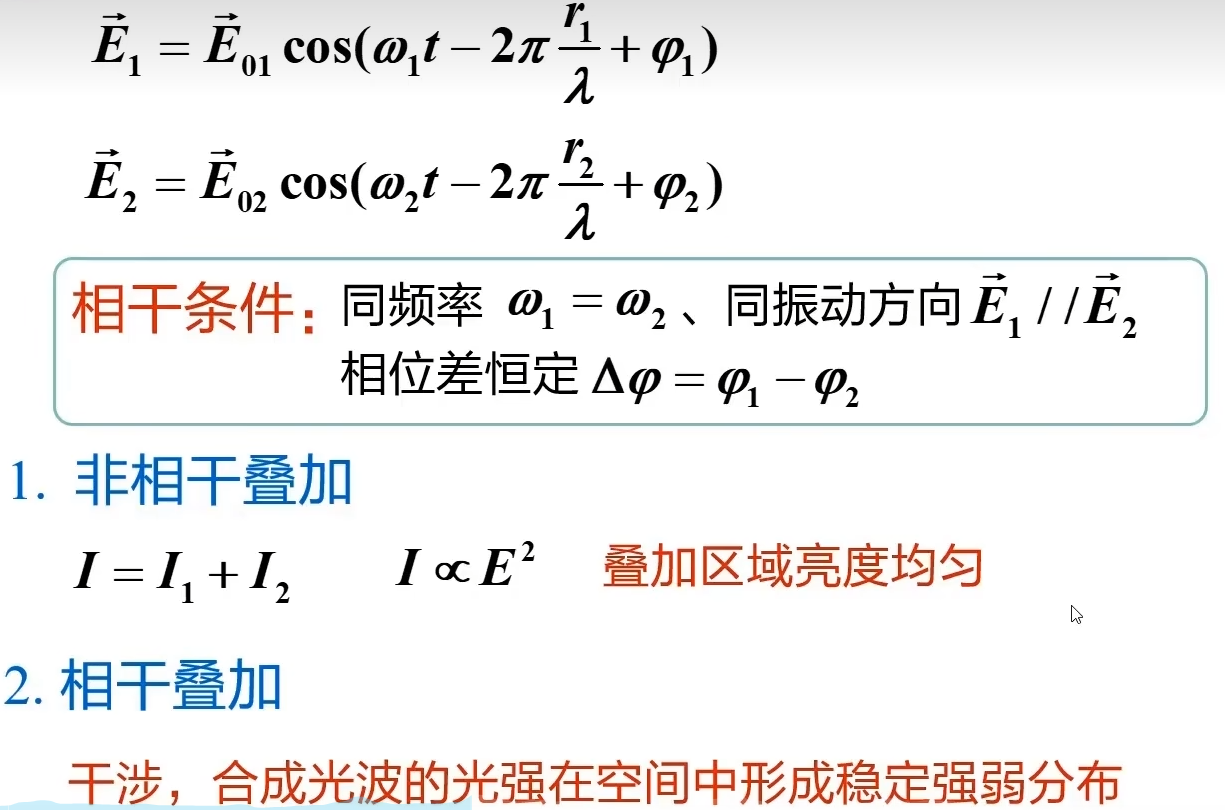 $\vec{E}_1 = \vec{E}_{01} \cos(\omega_1 t - 2\pi \frac{r_1}{\lambda} + \varphi_1)$
$\vec{E}_2 = \vec{E}_{02} \cos(\omega_2 t - 2\pi \frac{r_2}{\lambda} + \varphi_2)$
相干条件：同频率 $\omega_1 = \omega_2$ 、同振动方向 $\vec{E}_1 // \vec{E}_2$
相位差恒定 $\Delta\varphi = \varphi_1 - \varphi_2$
1. 非相干叠加
$I = I_1 + I_2$ $I \propto E^2$ 叠加区域亮度均匀
2. 相干叠加
干涉，合成光波的光强在空间中形成稳定强弱分布